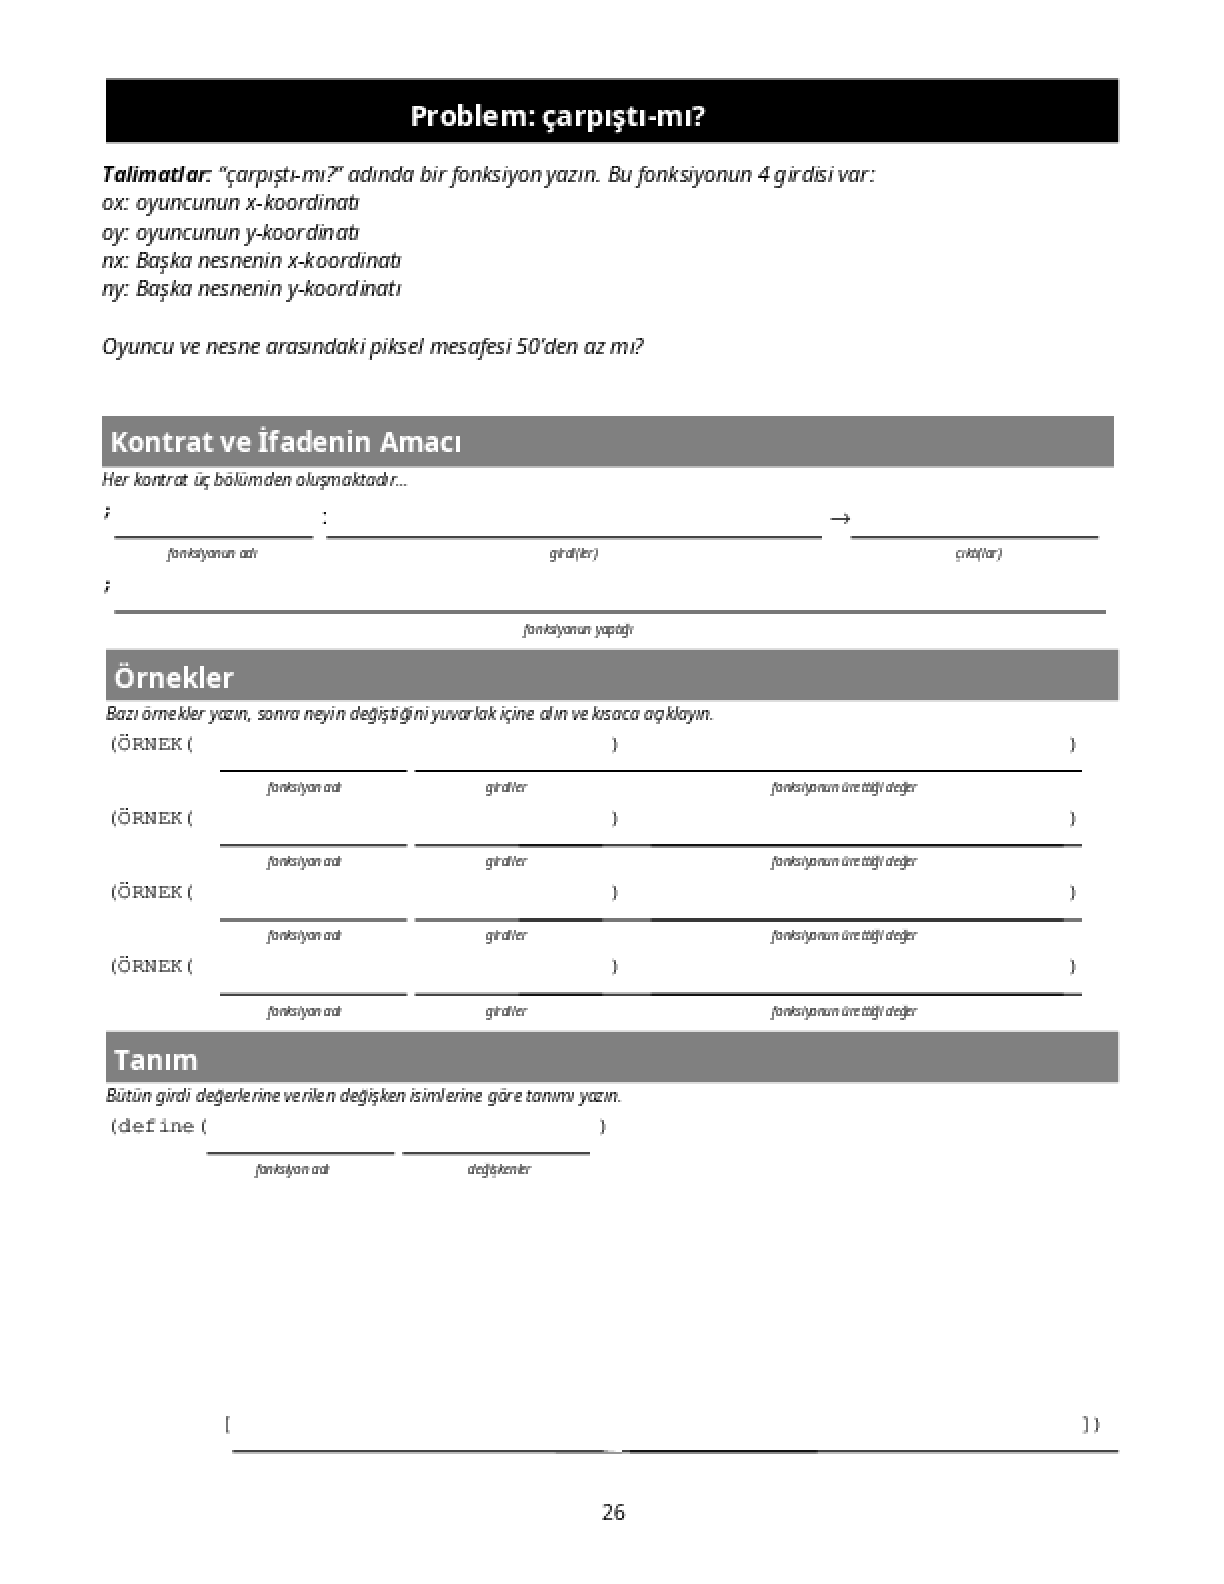 Problem: çarpıştı-mı?
Talimatlar: “çarpıştı-mı?” adında bir fonksiyon yazın. Bu fonksiyonun 4 girdisi var:
ox: oyuncunun x-koordinatı
oy: oyuncunun y-koordinatı
nx: Başka nesnenin x-koordinatı
ny: Başka nesnenin y-koordinatı
Oyuncu ve nesne arasındaki piksel mesafesi 50’den az mı?
Kontrat ve İfadenin Amacı
Her kontrat üç bölümden oluşmaktadır...
; : →
fonksiyonun adı girdi(ler) çıktı(lar)
;
fonksiyonun yaptığı
Örnekler
Bazı örnekler yazın, sonra neyin değiştiğini yuvarlak içine alın ve kısaca açıklayın.
(ÖRNEK ( ) )
fonksiyon adı girdiler fonksiyonun ürettiği değer
(ÖRNEK ( ) )
fonksiyon adı girdiler fonksiyonun ürettiği değer
(ÖRNEK ( ) )
fonksiyon adı girdiler fonksiyonun ürettiği değer
(ÖRNEK ( ) )
fonksiyon adı girdiler fonksiyonun ürettiği değer
Tanım
Bütün girdi değerlerine verilen değişken isimlerine göre tanımı yazın.
(define ( )
fonksiyon adı değişkenler
[ ])
26